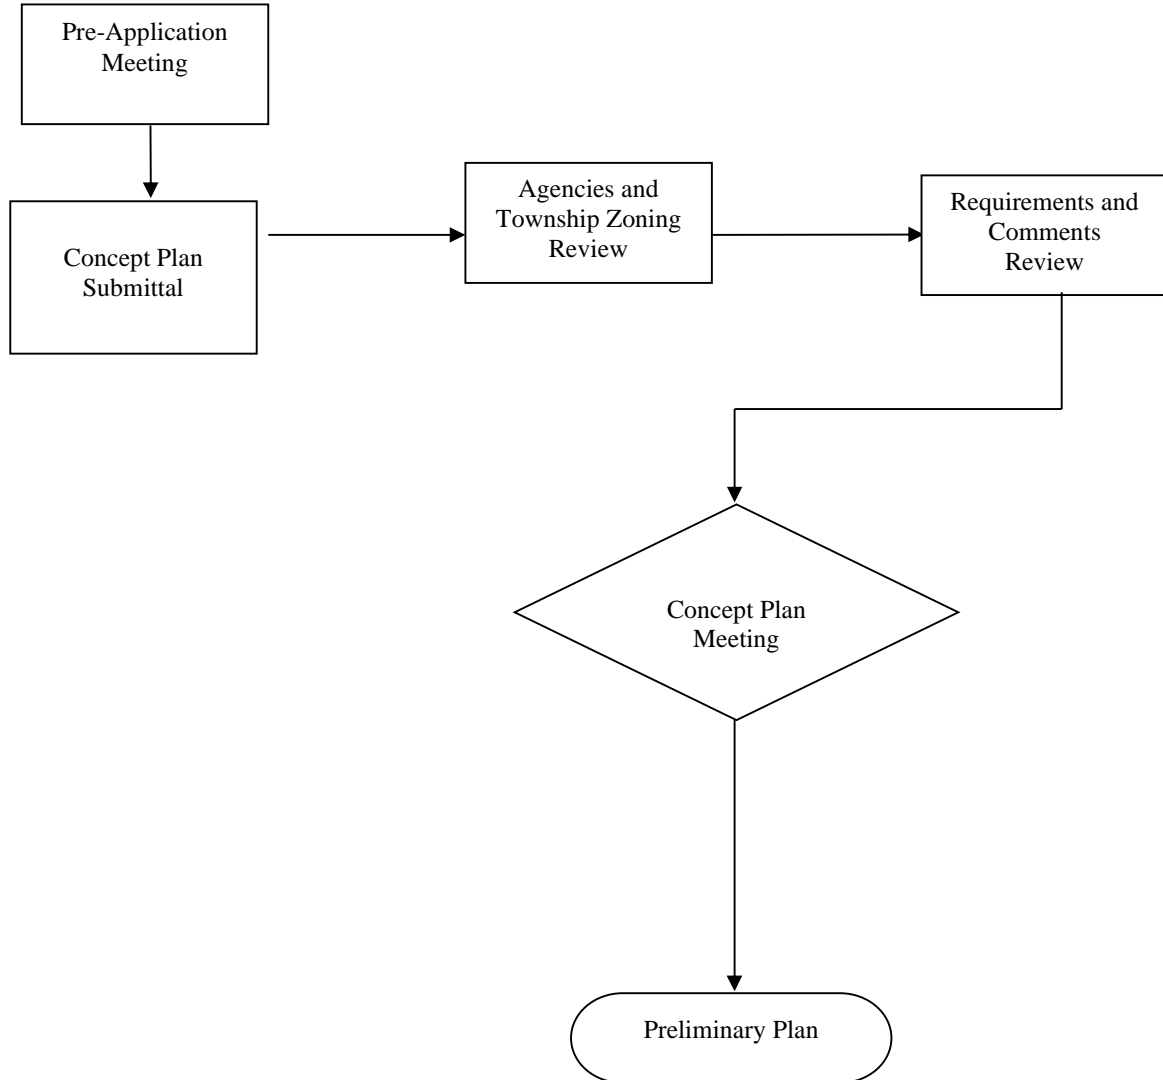 Pre-Application
Meeting
Concept Plan
Submittal
Agencies and
Township Zoning
Review
Requirements and
Comments
Review
Concept Plan
Meeting
Preliminary Plan